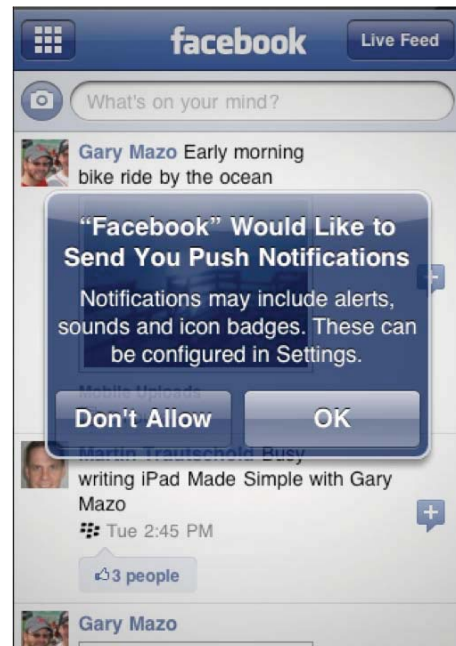 facebook
Live Feed
What's on your mind?
Gary Mazo Early morning
bike ride by the ocean
"Facebook" Would Like to
Send You Push Notifications
Notifications may include alerts,
sounds and icon badges. These can
be configured in Settings.
Mobile Uploads
Don't Allow
OK
Martin Trautschold Busy
writing iPad Made Simple with Gary
Mazo
Tue 2:45 PM
3 people
Gary Mazo